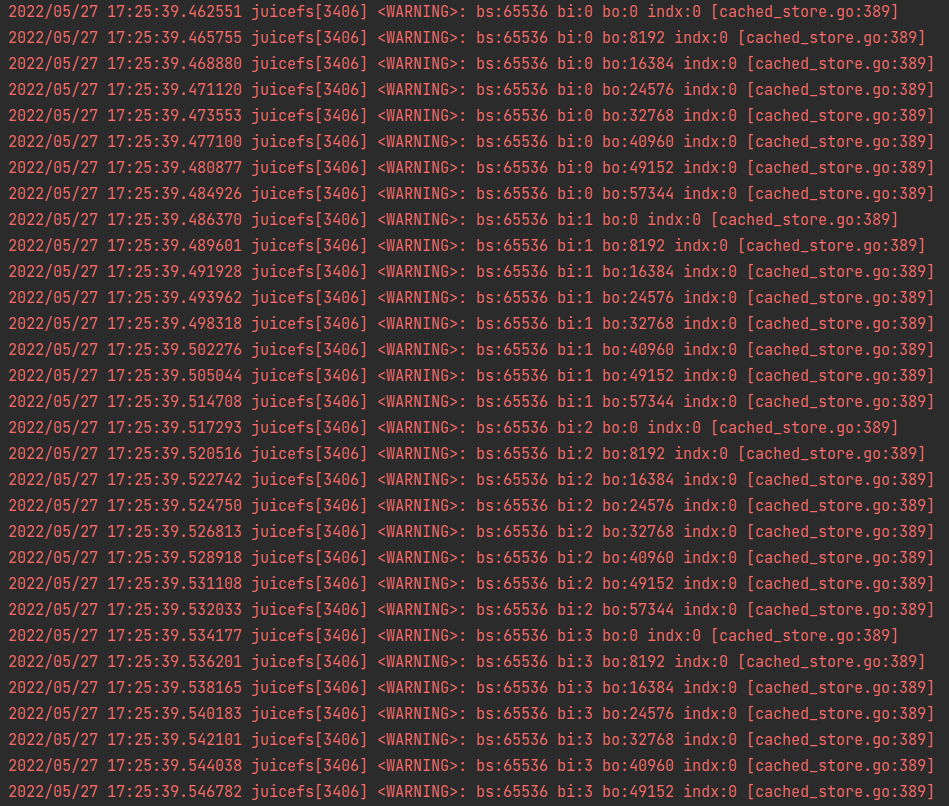 2022/05/27 17:25:39.462551 juicefs[3406] <WARNING>: bs:65536 bi:0 bo:0 indx:0 [cached_store.go:389]
2022/05/27 17:25:39.465755 juicefs[3406] <WARNING>: bs:65536 bi:0 bo:8192 indx:0 [cached_store.go:389]
2022/05/27 17:25:39.468880 juicefs[3406] <WARNING>: bs:65536 bi:0 bo:16384 indx:0 [cached_store.go:389]
2022/05/27 17:25:39.471120 juicefs[3406] <WARNING>: bs:65536 bi:0 bo:24576 indx:0 [cached_store.go:389]
2022/05/27 17:25:39.473553 juicefs[3406] <WARNING>: bs:65536 bi:0 bo:32768 indx:0 [cached_store.go:389]
2022/05/27 17:25:39.477100 juicefs[3406] <WARNING>: bs:65536 bi:0 bo:40960 indx:0 [cached_store.go:389]
2022/05/27 17:25:39.480877 juicefs[3406] <WARNING>: bs:65536 bi:0 bo:49152 indx:0 [cached_store.go:389]
2022/05/27 17:25:39.484926 juicefs[3406] <WARNING>: bs:65536 bi:0 bo:57344 indx:0 [cached_store.go:389]
2022/05/27 17:25:39.486370 juicefs[3406] <WARNING>: bs:65536 bi:1 bo:0 indx:0 [cached_store.go:389]
2022/05/27 17:25:39.489601 juicefs[3406] <WARNING>: bs:65536 bi:1 bo:8192 indx:0 [cached_store.go:389]
2022/05/27 17:25:39.491928 juicefs[3406] <WARNING>: bs:65536 bi:1 bo:16384 indx:0 [cached_store.go:389]
2022/05/27 17:25:39.493962 juicefs[3406] <WARNING>: bs:65536 bi:1 bo:24576 indx:0 [cached_store.go:389]
2022/05/27 17:25:39.498318 juicefs[3406] <WARNING>: bs:65536 bi:1 bo:32768 indx:0 [cached_store.go:389]
2022/05/27 17:25:39.502276 juicefs[3406] <WARNING>: bs:65536 bi:1 bo:40960 indx:0 [cached_store.go:389]
2022/05/27 17:25:39.505044 juicefs[3406] <WARNING>: bs:65536 bi:1 bo:49152 indx:0 [cached_store.go:389]
2022/05/27 17:25:39.514708 juicefs[3406] <WARNING>: bs:65536 bi:1 bo:57344 indx:0 [cached_store.go:389]
2022/05/27 17:25:39.517293 juicefs[3406] <WARNING>: bs:65536 bi:2 bo:0 indx:0 [cached_store.go:389]
2022/05/27 17:25:39.520516 juicefs[3406] <WARNING>: bs:65536 bi:2 bo:8192 indx:0 [cached_store.go:389]
2022/05/27 17:25:39.522742 juicefs[3406] <WARNING>: bs:65536 bi:2 bo:16384 indx:0 [cached_store.go:389]
2022/05/27 17:25:39.524750 juicefs[3406] <WARNING>: bs:65536 bi:2 bo:24576 indx:0 [cached_store.go:389]
2022/05/27 17:25:39.526813 juicefs[3406] <WARNING>: bs:65536 bi:2 bo:32768 indx:0 [cached_store.go:389]
2022/05/27 17:25:39.528918 juicefs[3406] <WARNING>: bs:65536 bi:2 bo:40960 indx:0 [cached_store.go:389]
2022/05/27 17:25:39.531108 juicefs[3406] <WARNING>: bs:65536 bi:2 bo:49152 indx:0 [cached_store.go:389]
2022/05/27 17:25:39.532033 juicefs[3406] <WARNING>: bs:65536 bi:2 bo:57344 indx:0 [cached_store.go:389]
2022/05/27 17:25:39.534177 juicefs[3406] <WARNING>: bs:65536 bi:3 bo:0 indx:0 [cached_store.go:389]
2022/05/27 17:25:39.536201 juicefs[3406] <WARNING>: bs:65536 bi:3 bo:8192 indx:0 [cached_store.go:389]
2022/05/27 17:25:39.538165 juicefs[3406] <WARNING>: bs:65536 bi:3 bo:16384 indx:0 [cached_store.go:389]
2022/05/27 17:25:39.540183 juicefs[3406] <WARNING>: bs:65536 bi:3 bo:24576 indx:0 [cached_store.go:389]
2022/05/27 17:25:39.542101 juicefs[3406] <WARNING>: bs:65536 bi:3 bo:32768 indx:0 [cached_store.go:389]
2022/05/27 17:25:39.544038 juicefs[3406] <WARNING>: bs:65536 bi:3 bo:40960 indx:0 [cached_store.go:389]
2022/05/27 17:25:39.546782 juicefs[3406] <WARNING>: bs:65536 bi:3 bo:49152 indx:0 [cached_store.go:389]